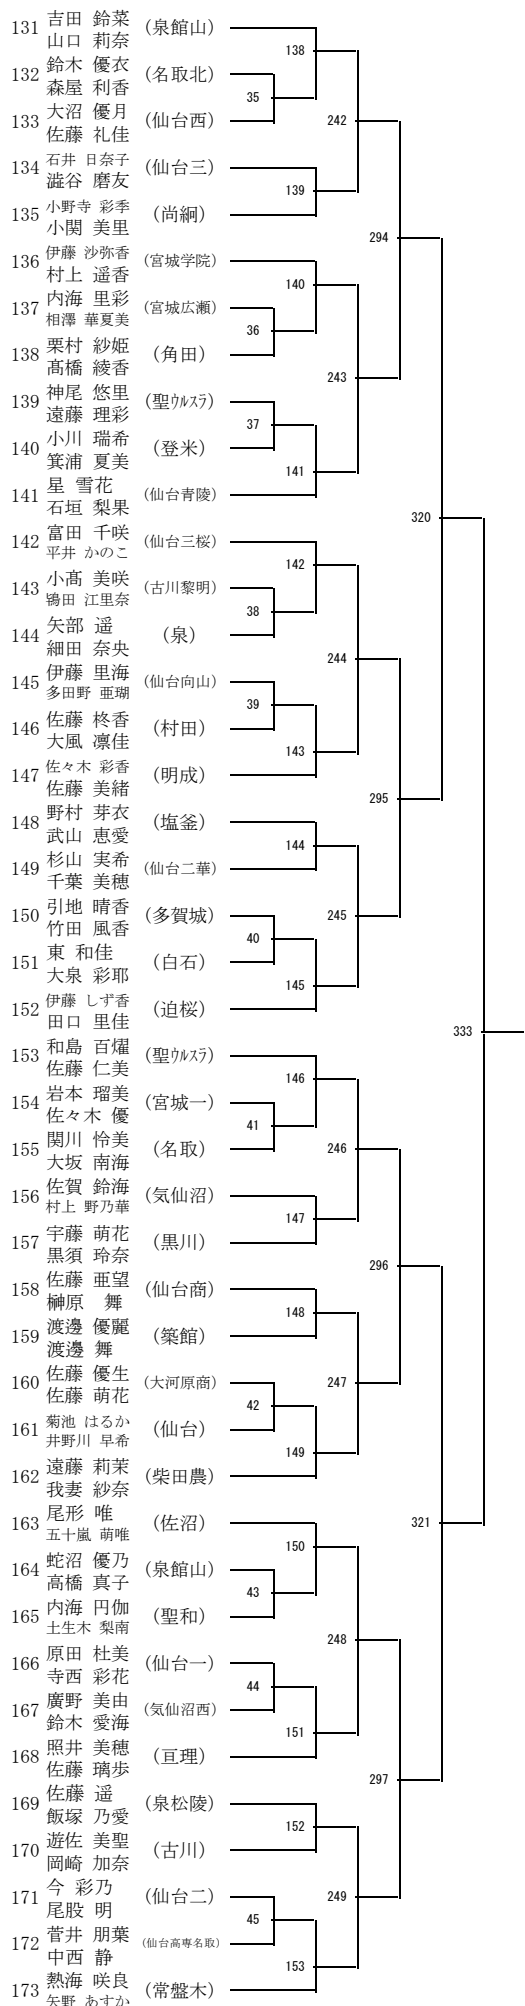 131 吉田 鈴菜 (泉館山)
山口 莉奈
138
132 鈴木 優衣 (名取北)
森屋 利香
35
133 大沼 優月 (仙台西)
佐藤 礼佳
242
134 石井 日奈子 (仙台三)
澁谷 磨友
139
135 小野寺 彩季 (尚絅)
小関 美里
294
136 伊藤 沙弥香 (宮城学院)
村上 遥香
140
137 内海 里彩 (宮城広瀬)
相澤 華夏美
36
138 栗村 紗姫 (角田)
髙橋 綾香
243
139 神尾 悠里 (聖ウルスラ)
遠藤 理彩
37
140 小川 瑞希 (登米)
箕浦 夏美
141
141 星 雪花 (仙台青陵)
石垣 梨果
320
142 富田 千咲 (仙台三桜)
平井 かのこ
142
143 小髙 美咲 (古川黎明)
鴇田 江里奈
38
144 矢部 遥 (泉)
細田 奈央
244
145 伊藤 里海 (仙台向山)
多田野 亜瑚
39
146 佐藤 柊香 (村田)
大風 凛佳
143
147 佐々木 彩香 (明成)
佐藤 美緒
295
148 野村 芽衣 (塩釜)
武山 恵愛
144
149 杉山 実希 (仙台二華)
千葉 美穂
245
150 引地 晴香 (多賀城)
竹田 風香
40
151 東 和佳 (白石)
大泉 彩耶
145
152 伊藤 しず香 (迫桜)
田口 里佳
333
153 和島 百燿 (聖ウルスラ)
佐藤 仁美
146
154 岩本 瑠美 (宮城一)
佐々木 優
41
155 関川 怜美 (名取)
大坂 南海
246
156 佐賀 鈴海 (気仙沼)
村上 野乃華
147
157 宇藤 萌花 (黒川)
黒須 玲奈
296
158 佐藤 亜望 (仙台商)
榊原 舞
148
159 渡邊 優麗 (築館)
渡邊 舞
247
160 佐藤 優生 (大河原商)
佐藤 萌花
42
161 菊池 はるか (仙台)
井野川 早希
149
162 遠藤 莉茉 (柴田農)
我妻 紗奈
321
163 尾形 唯 (佐沼)
五十嵐 萌唯
150
164 蛇沼 優乃 (泉館山)
高橋 真子
43
165 内海 円伽 (聖和)
土生木 梨南
248
166 原田 杜美 (仙台一)
寺西 彩花
44
167 廣野 美由 (気仙沼西)
鈴木 愛海
151
168 照井 美穂 (亘理)
佐藤 璃歩
297
169 佐藤 遥 (泉松陵)
飯塚 乃愛
152
170 遊佐 美聖 (古川)
岡崎 加奈
249
171 今 彩乃 (仙台二)
尾股 明
45
172 菅井 朋葉 (仙台高専名取)
中西 静
153
173 熱海 咲良 (常盤木)
矢野 あすか